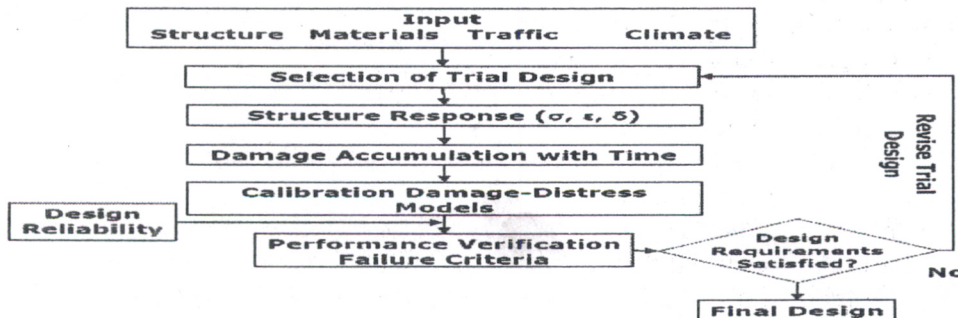 Input
Structure Materials Traffic Climate
Selection of Trial Design
Structure Response (σ, ε, δ)
Damage Accumulation with Time
Calibration Damage-Distress
Models
Design
Reliability
Performance Verification
Failure Criteria
Design
Requirements
Satisfied?
Revise Trial
Design
No
Final Design